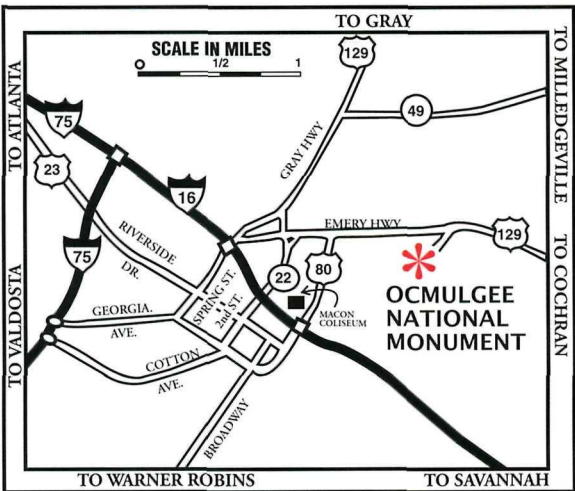 TO GRAY
SCALE IN MILES
1/2
1
129
TO ATLANTA
TO MILLEDGEVILLE
75
49
GRAY HWY
23
16
RIVERSIDE
DR.
EMERY HWY
129
75
SPRING ST.
22
80
2nd ST.
GEORGIA.
AVE.
MACON
COLISEUM
OCMULGEE
NATIONAL
MONUMENT
TO COCHRAN
TO VALDOSTA
COTTON
AVE.
BROADWAY
TO WARNER ROBINS
TO SAVANNAH